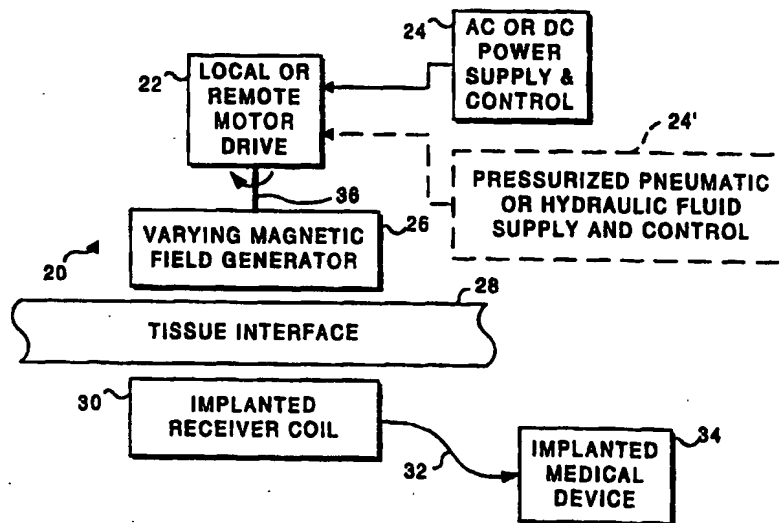 24
AC OR DC
POWER
SUPPLY &
CONTROL
22
LOCAL OR
REMOTE
MOTOR
DRIVE
24'
PRESSURIZED PNEUMATIC
OR HYDRAULIC FLUID
SUPPLY AND CONTROL
36
26
VARYING MAGNETIC
FIELD GENERATOR
20
28
TISSUE INTERFACE
30
IMPLANTED
RECEIVER COIL
32
34
IMPLANTED
MEDICAL
DEVICE